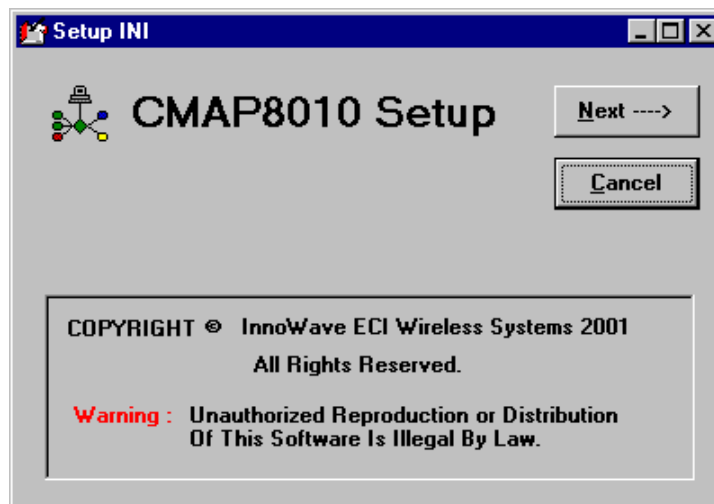 Setup INI
CMAP8010 Setup
Next ---->
Cancel
COPYRIGHT © InnoWave ECI Wireless Systems 2001
All Rights Reserved.
Warning : Unauthorized Reproduction or Distribution
Of This Software Is Illegal By Law.